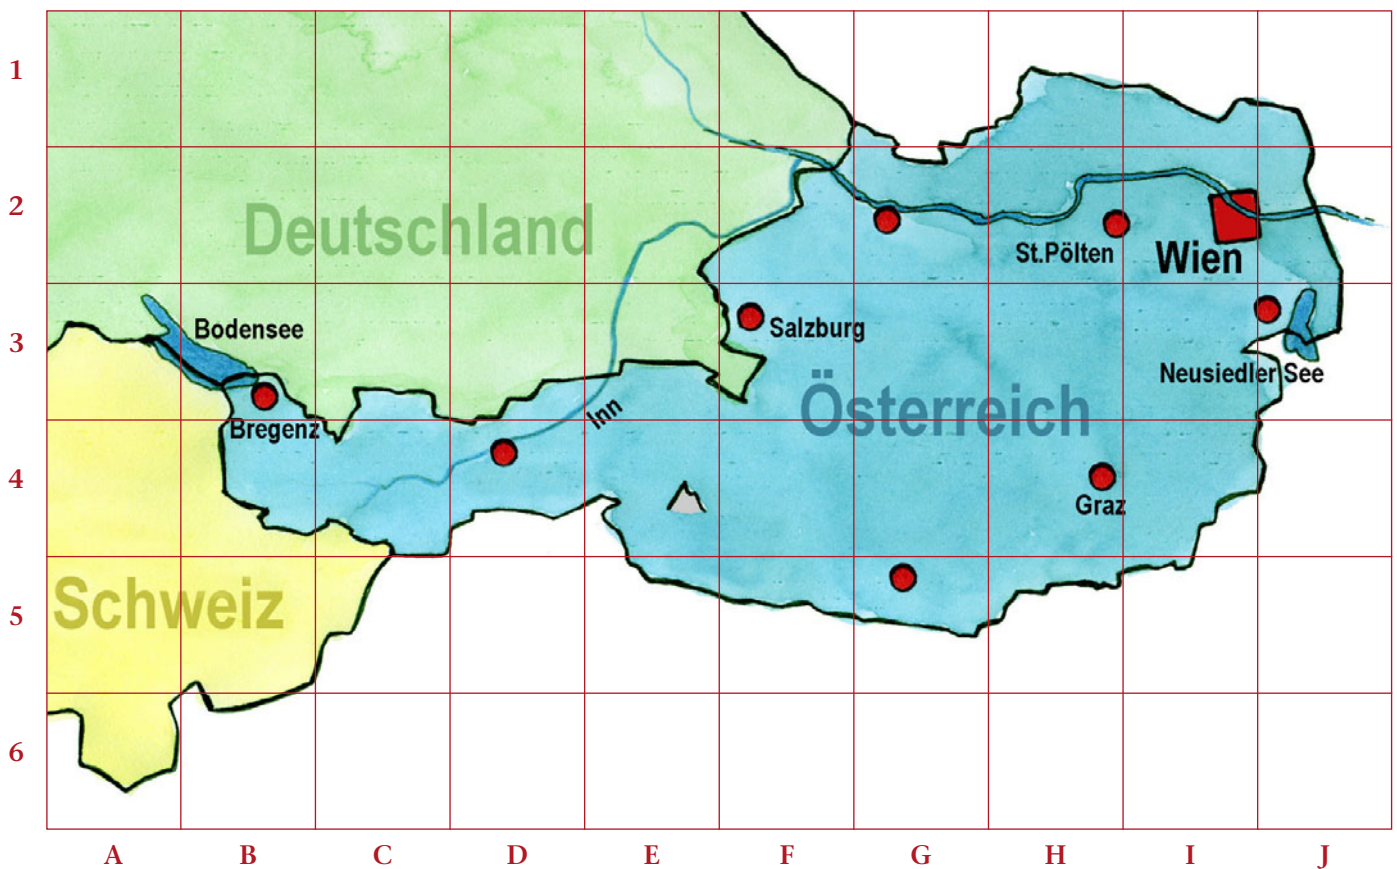 1
2
Deutschland
St.Pölten
Wien
3
Bodensee
Salzburg
Neusiedler See
Österreich
Inn
Bregenz
4
Graz
Schweiz
5
6
A B C D E F G H I J